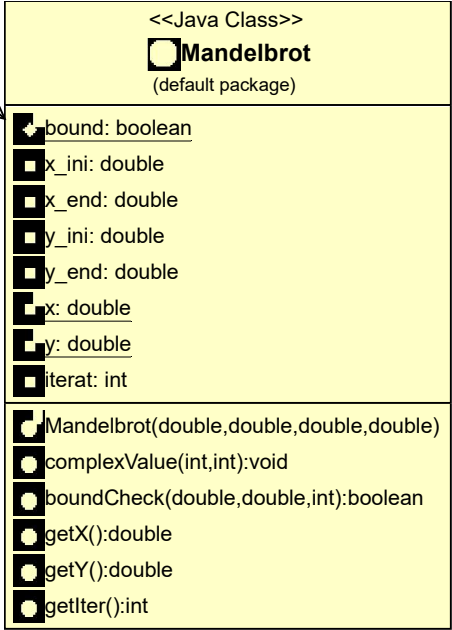 <<Java Class>>
Mandelbrot
(default package)
bound: boolean
x_ini: double
x_end: double
y_ini: double
y_end: double
x: double
y: double
iterat: int
Mandelbrot(double,double,double,double)
complexValue(int,int):void
boundCheck(double,double,int):boolean
getX():double
getY():double
getIter():int